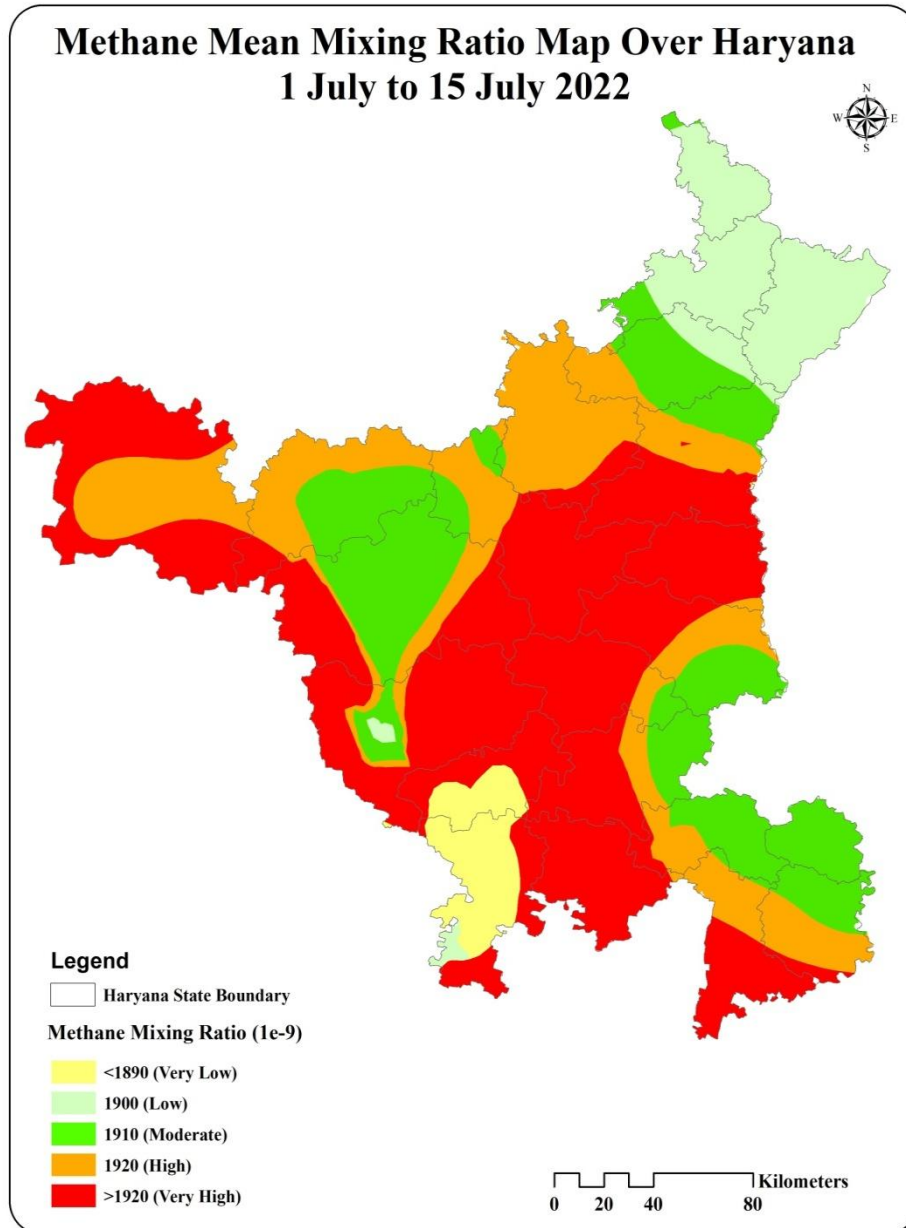 Methane Mean Mixing Ratio Map Over Haryana
1 July to 15 July 2022
N
W E
S
Legend
Haryana State Boundary
Methane Mixing Ratio (1e-9)
<1890 (Very Low)
1900 (Low)
1910 (Moderate)
1920 (High)
>1920 (Very High)
Kilometers
0 20 40 80